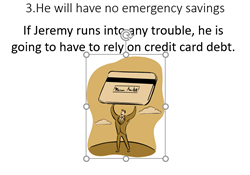 3.He will have no emergency savings
If Jeremy runs into any trouble, he is
going to have to rely on credit card debt.